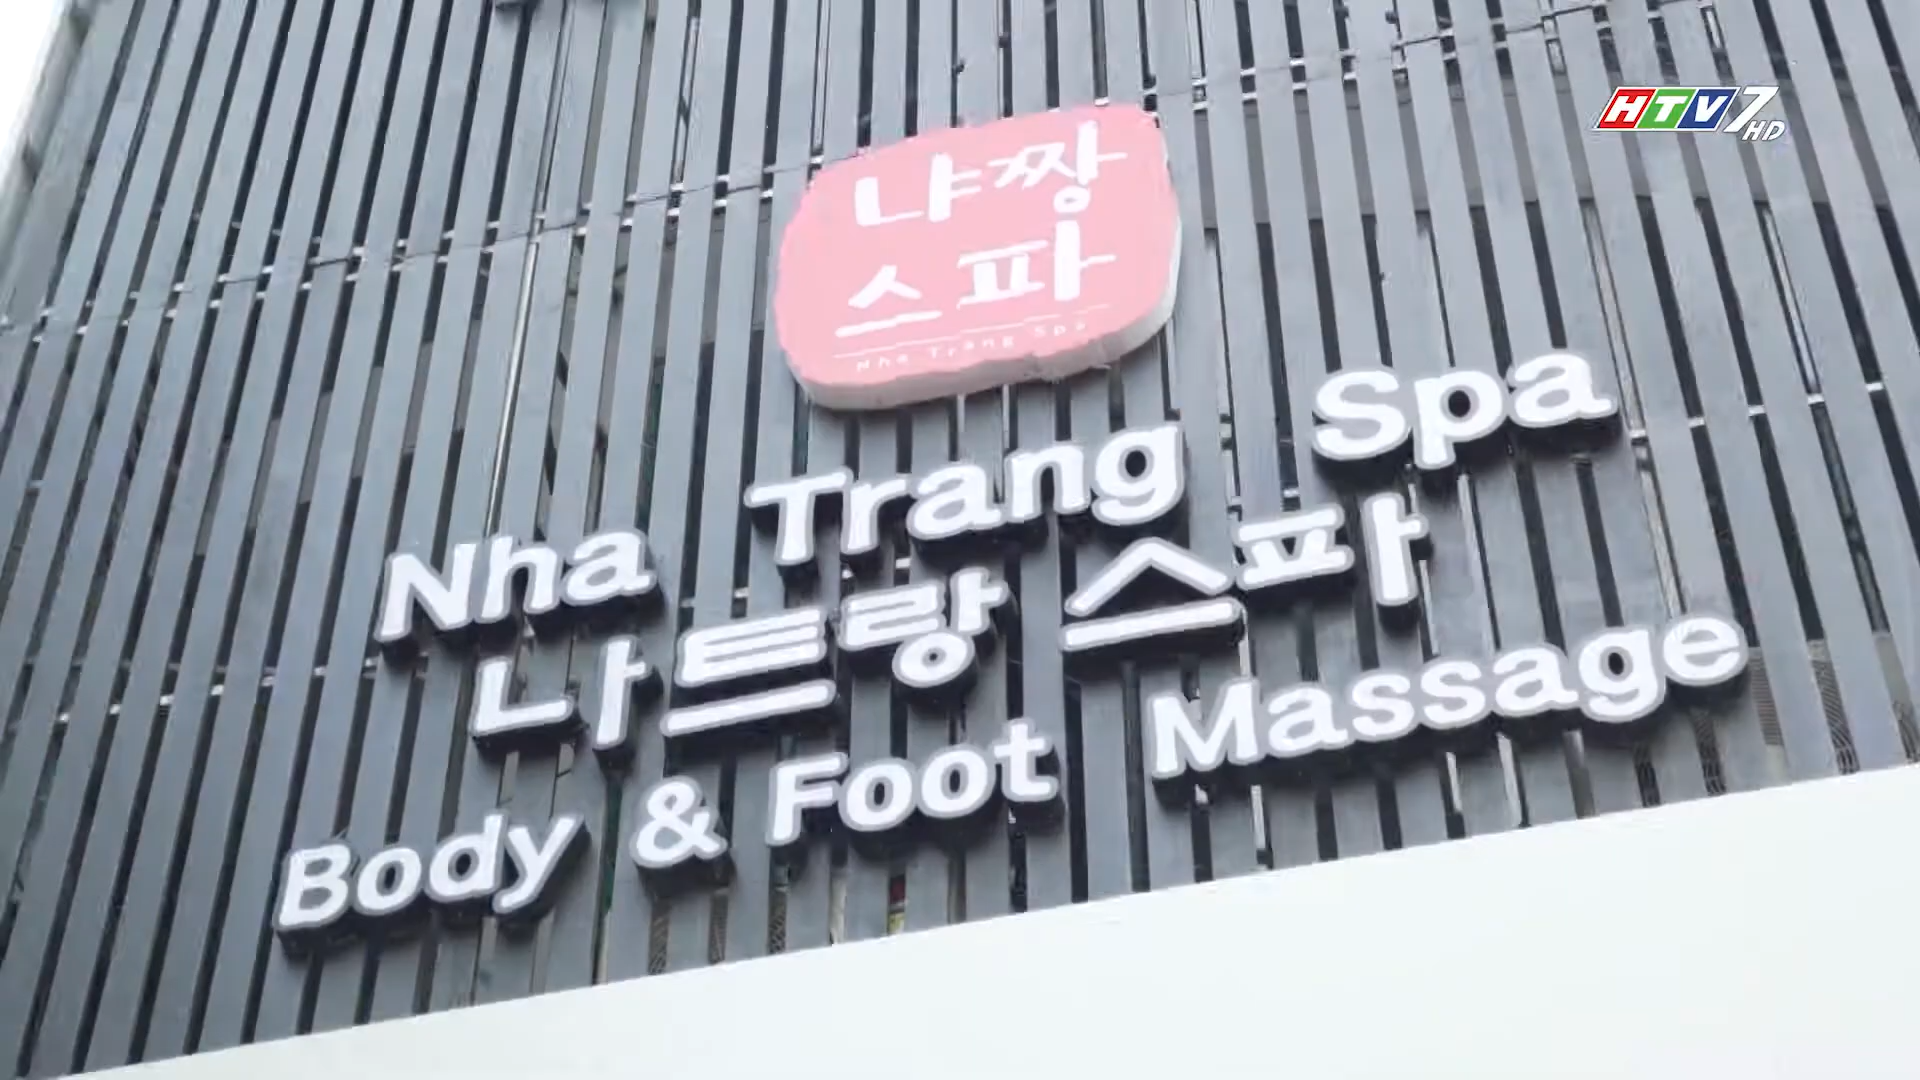 HTV7
HD
냐짱
스파
Nha Trang Spa
Nha Trang Spa
나트랑 스파
Body & Foot Massage